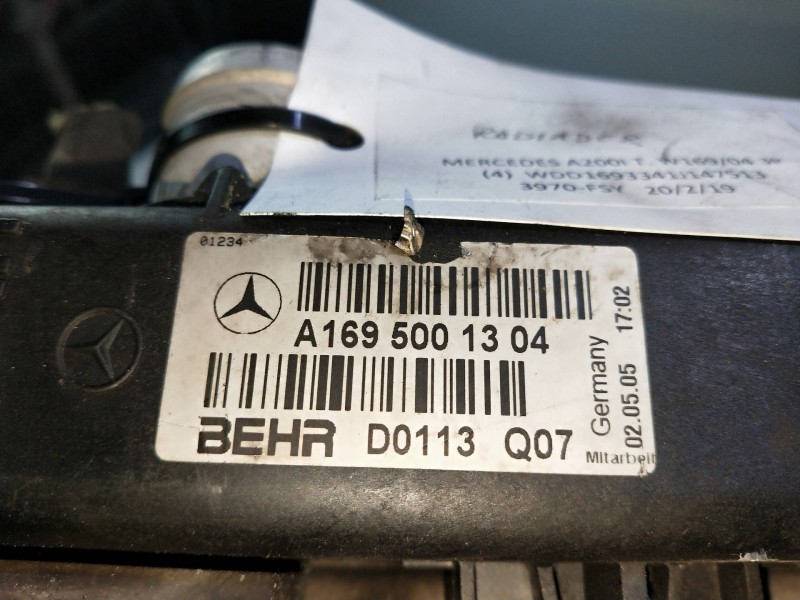 RADIADOR
MERCEDES A200I T. W169/04
(4) WDD1693341J147513
3970-FSY 20/2/19
01234
A169 500 13 04
BEHR D0113 Q07
Germany
02.05.05 17:02
Mitarbeit